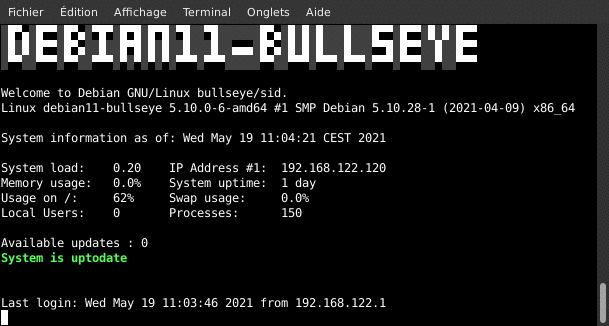 Fichier Édition Affichage Terminal Onglets Aide
DEBIAN11-BULLSEYE
Welcome to Debian GNU/Linux bullseye/sid.
Linux debian11-bullseye 5.10.0-6-amd64 #1 SMP Debian 5.10.28-1 (2021-04-09) x86_64
System information as of: Wed May 19 11:04:21 CEST 2021
System load: 0.20 IP Address #1: 192.168.122.120
Memory usage: 0.0% System uptime: 1 day
Usage on /: 62% Swap usage: 0.0%
Local Users: 0 Processes: 150
Available updates : 0
System is uptodate
Last login: Wed May 19 11:03:46 2021 from 192.168.122.1